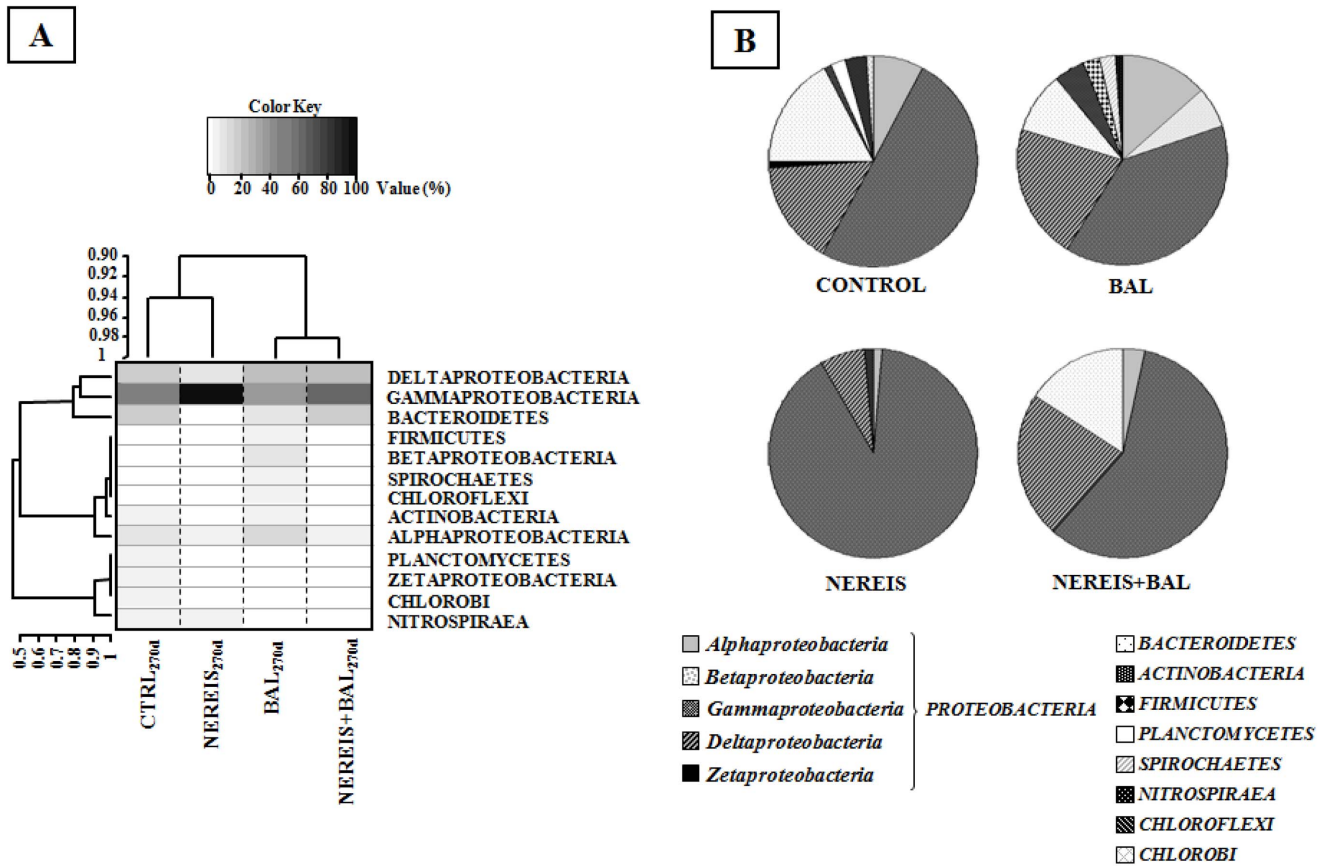 A
B
Color Key
0 20 40 60 80 100 Value (%)
0.90
0.92
0.94
0.96
0.98
1
DELTAPROTEOBACTERIA
GAMMAPROTEOBACTERIA
BACTEROIDETES
FIRMICUTES
BETAPROTEOBACTERIA
SPIROCHAETES
CHLOROFLEXI
ACTINOBACTERIA
ALPHAPROTEOBACTERIA
PLANCTOMYCETES
ZETAPROTEOBACTERIA
CHLOROBI
NITROSPIRAEA
0.5
0.6
0.7
0.8
0.9
1
CTRL270d
NEREIS270d
BAL270d
NEREIS+BAL270d
CONTROL
BAL
NEREIS
NEREIS+BAL
Alphaproteobacteria
Betaproteobacteria
Gammaproteobacteria
Deltaproteobacteria
Zetaproteobacteria
PROTEOBACTERIA
BACTEROIDETES
ACTINOBACTERIA
FIRMICUTES
PLANCTOMYCETES
SPIROCHAETES
NITROSPIRAEA
CHLOROFLEXI
CHLOROBI